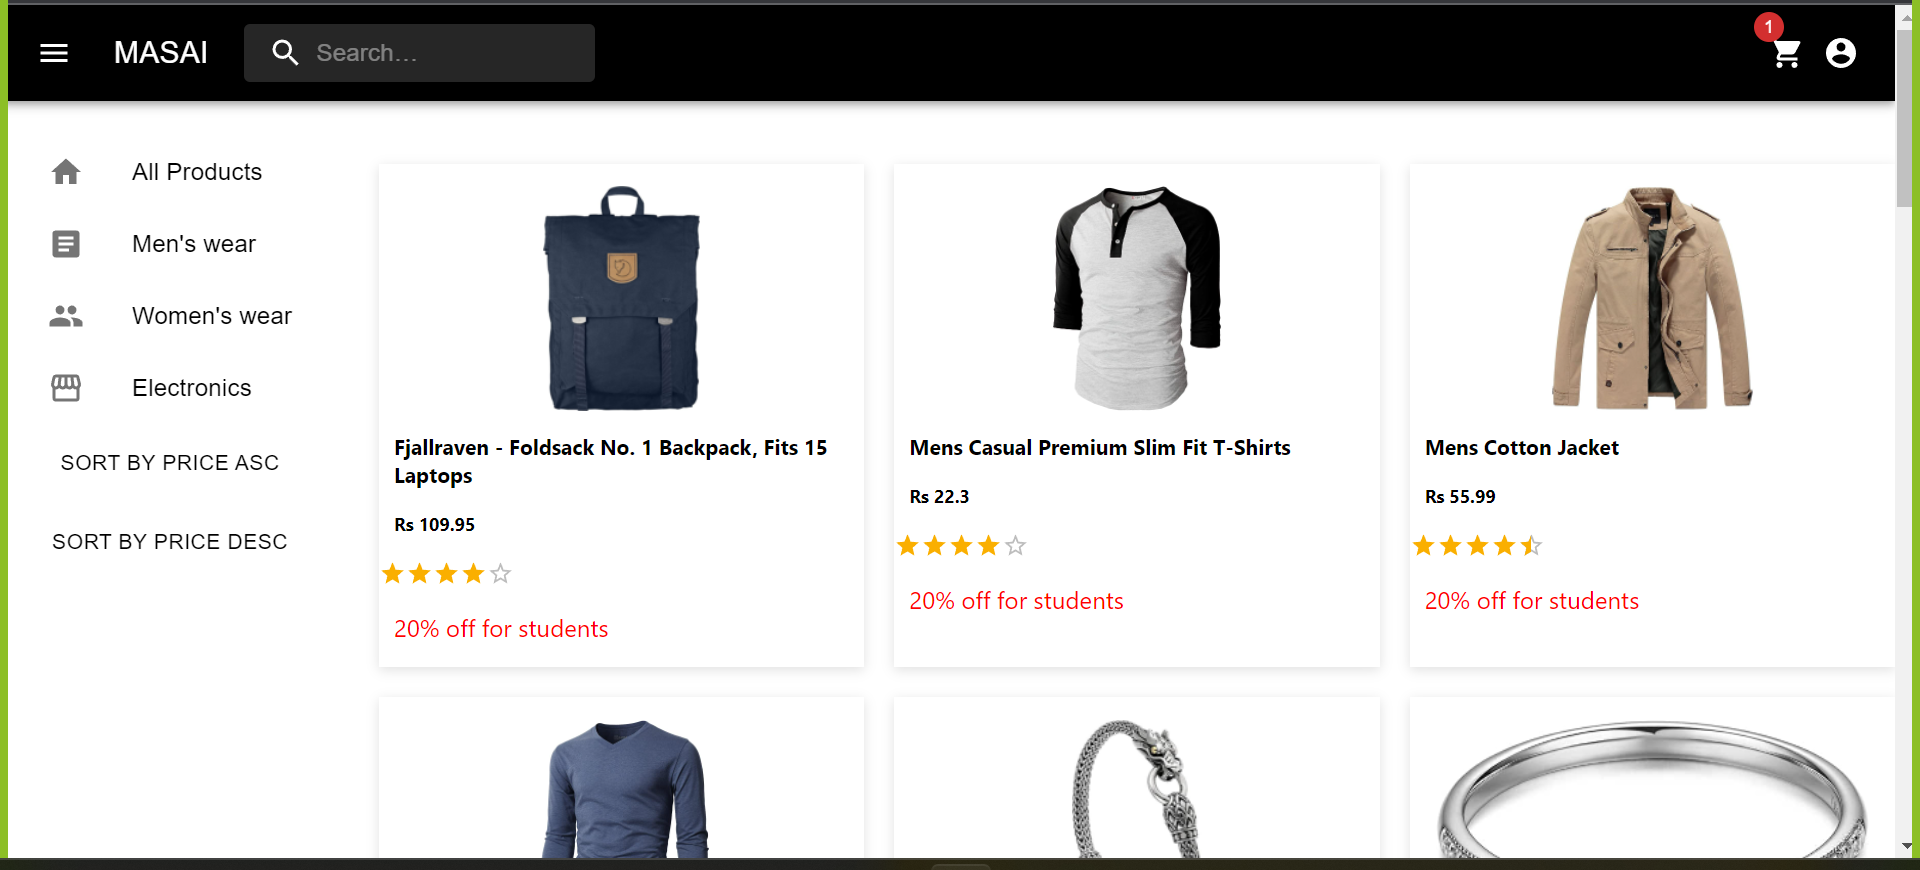 MASAI
Search...
1
All Products
Men's wear
Women's wear
Electronics
SORT BY PRICE ASC
SORT BY PRICE DESC
Fjallraven - Foldsack No. 1 Backpack, Fits 15
Laptops
Rs 109.95
20% off for students
Mens Casual Premium Slim Fit T-Shirts
Rs 22.3
20% off for students
Mens Cotton Jacket
Rs 55.99
20% off for students